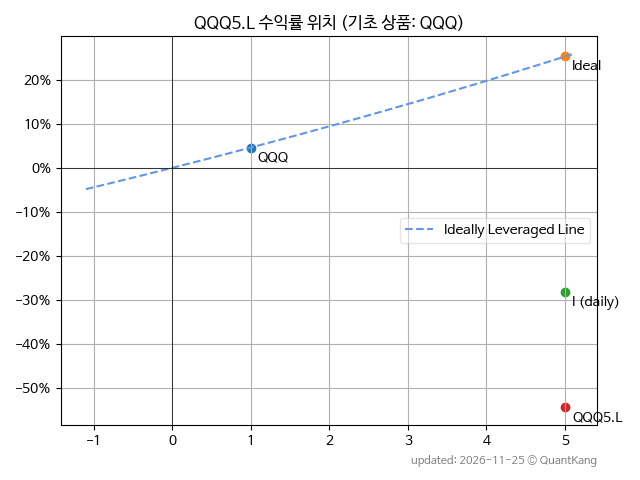 QQQ5.L 수익률 위치 (기초 상품: QQQ)
20%
10%
0%
−10%
−20%
−30%
−40%
−50%
Ideal
QQQ
Ideally Leveraged Line
I (daily)
QQQ5.L
−1
0
1
2
3
4
5
updated: 2026-11-25 © QuantKang